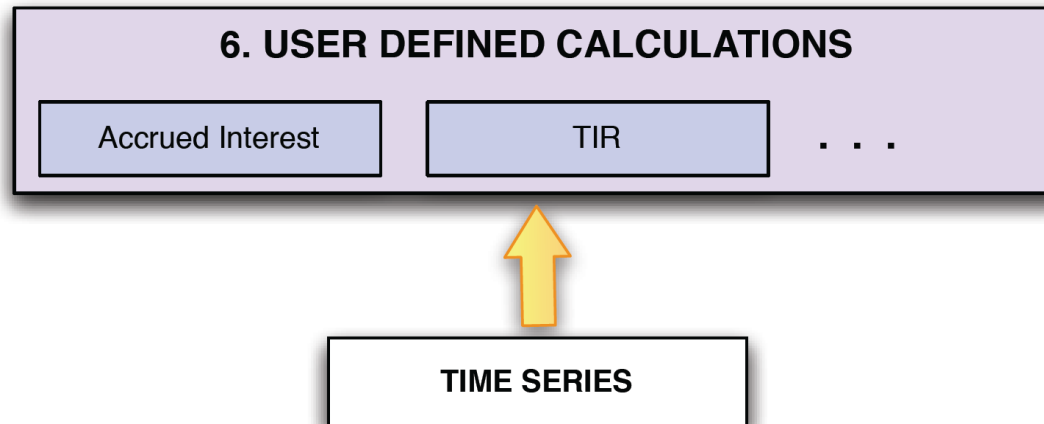 6. USER DEFINED CALCULATIONS
Accrued Interest
TIR
. . .
TIME SERIES